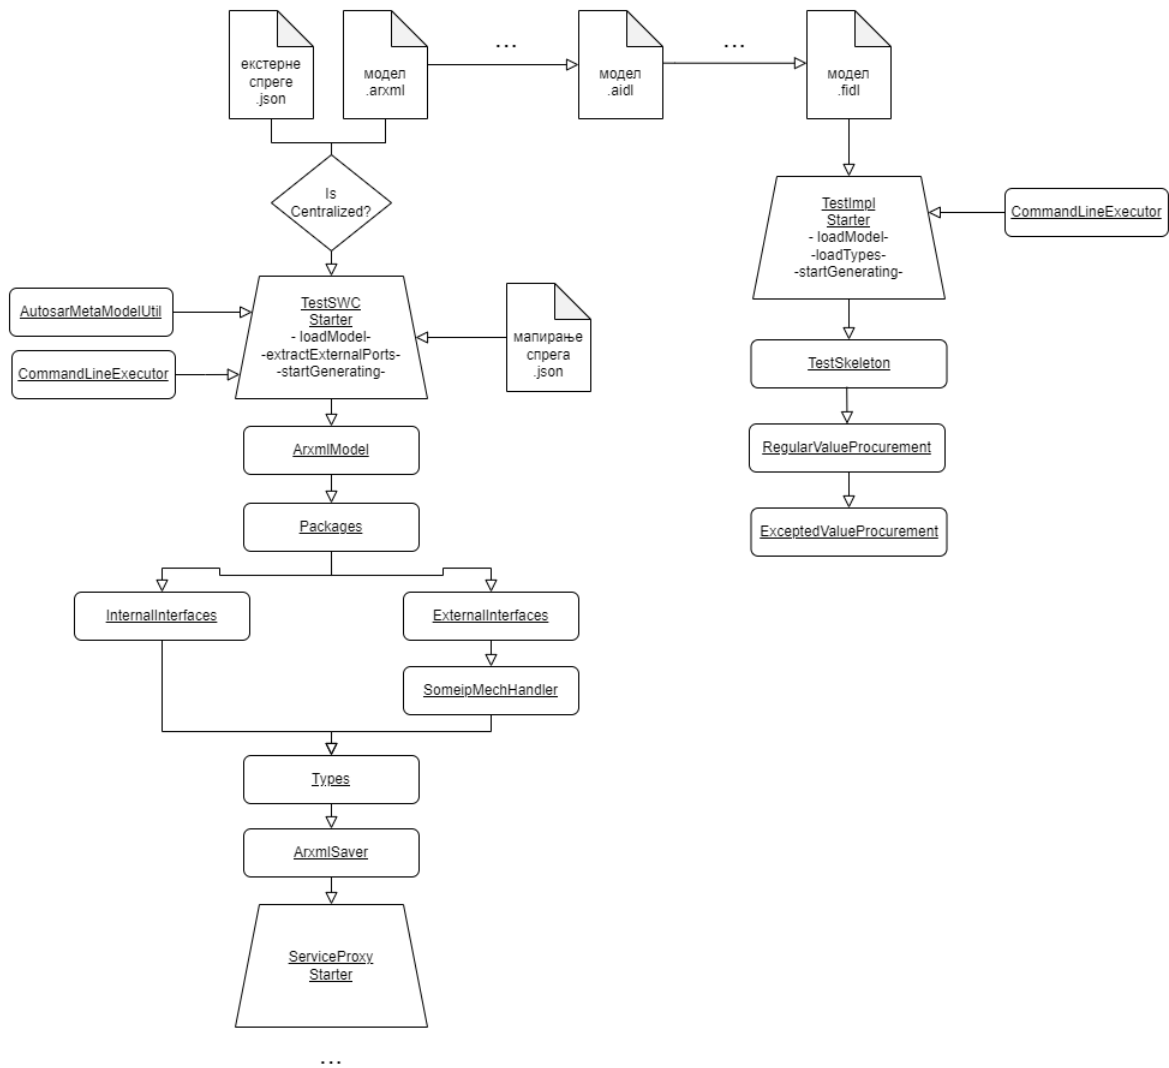 екстерне
спреге
.json
модел
.arxml
...
модел
.aidl
...
модел
.fidl
Is
Centralized?
TestImpl
Starter
- loadModel-
-loadTypes-
-startGenerating-
CommandLineExecutor
AutosarMetaModelUtil
CommandLineExecutor
TestSWC
Starter
- loadModel-
-extractExternalPorts-
-startGenerating-
мапирање
спрега
.json
TestSkeleton
ArxmlModel
RegularValueProcurement
Packages
ExceptedValueProcurement
InternalInterfaces
ExternalInterfaces
SomeipMechHandler
Types
ArxmlSaver
ServiceProxy
Starter
...